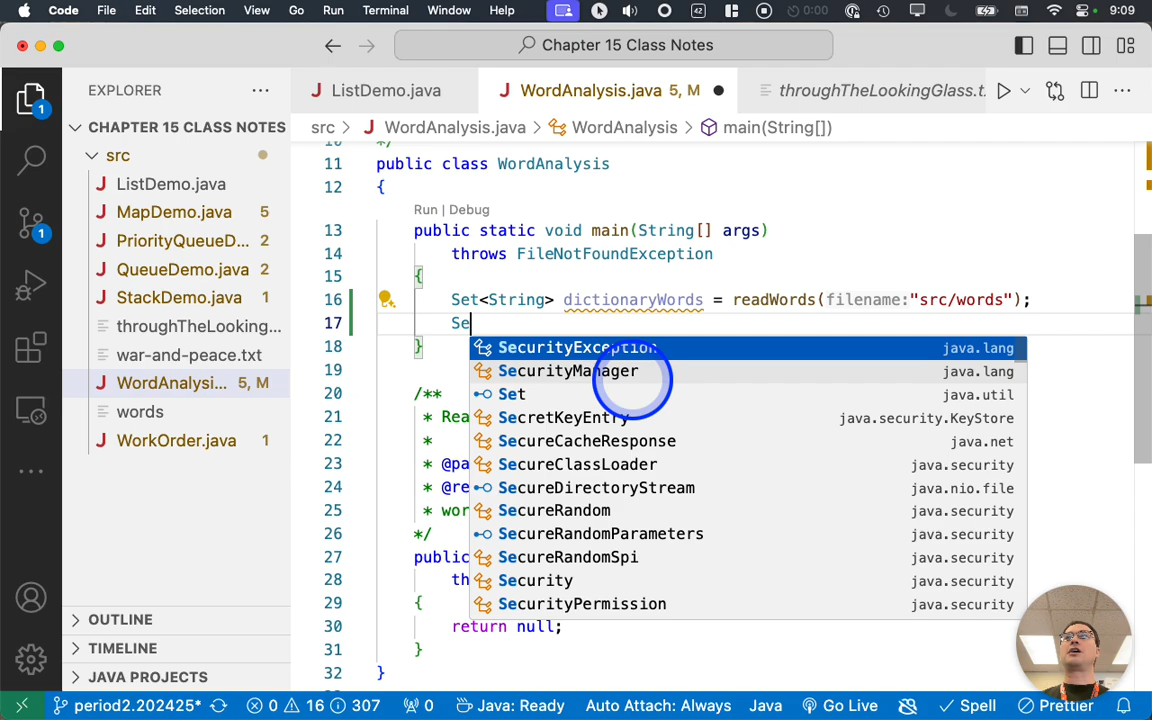 Code File Edit Selection View Go Run Terminal Window Help 42 0:00 9:09
Chapter 15 Class Notes
EXPLORER
ListDemo.java
WordAnalysis.java 5, M
throughTheLookingGlass.t.
1
CHAPTER 15 CLASS NOTES
src > WordAnalysis.java > WordAnalysis > main(String[])
src
ListDemo.java
MapDemo.java 5
PriorityQueueD... 2
QueueDemo.java 2
StackDemo.java 1
throughTheLooking...
war-and-peace.txt
WordAnalysi... 5, M
words
WorkOrder.java 1
1
OUTLINE
TIMELINE
JAVA PROJECTS
10 */
11 public class WordAnalysis
12 {
Run | Debug
13 public static void main(String[] args)
14 throws FileNotFoundException
15 {
16 Set<String> dictionaryWords = readWords(filename:"src/words");
17 Se
18 }
19
20 /**
21 * Rea
22 *
23 * @pa
24 * @re
25 * wor
26 */
27 public
28 th
29 {
30 return null;
31 }
32 }
SecurityException java.lang
SecurityManager java.lang
Set java.util
SecretKeyEntry java.security.KeyStore
SecureCacheResponse java.net
SecureClassLoader java.security
SecureDirectoryStream java.nio.file
SecureRandom java.security
SecureRandomParameters java.security
SecureRandomSpi java.security
Security java.security
SecurityPermission java.security
period2.202425* 0 16 307 0 Java: Ready Auto Attach: Always Java Go Live Spell Prettier